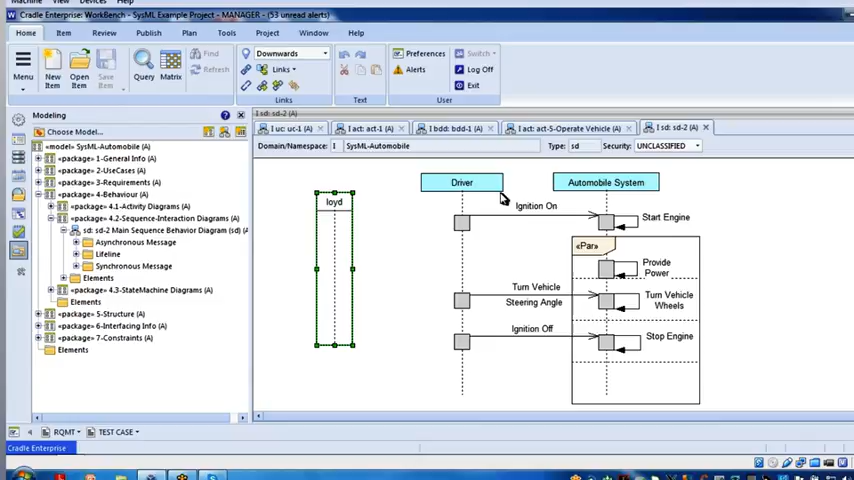 Machine View Devices Help
Cradle Enterprise: WorkBench - SysML Example Project - MANAGER - (53 unread alerts)
Home Item Review Publish Plan Tools Project Window Help
Menu
New Item
Open Item
Save Item
Find
Refresh
Query
Matrix
Downwards
Links
Links
Text
Preferences
Switch
Alerts
Log Off
Exit
User
Modeling
I sd: sd-2 (A)
I uc: uc-1 (A)
I act: act-1 (A)
I bdd: bdd-1 (A)
I act: act-5-Operate Vehicle (A)
I sd: sd-2 (A)
Choose Model...
Domain/Namespace: I SysML-Automobile Type: sd Security: UNCLASSIFIED
«model» SysML-Automobile (A)
«package» 1-General Info (A)
«package» 2-UseCases (A)
«package» 3-Requirements (A)
«package» 4-Behaviour (A)
«package» 4.1-Activity Diagrams (A)
«package» 4.2-Sequence-Interaction Diagrams (A)
sd: sd-2 Main Sequence Behavior Diagram (sd) (A)
Asynchronous Message
Lifeline
Synchronous Message
Elements
«package» 4.3-StateMachine Diagrams (A)
Elements
«package» 5-Structure (A)
«package» 6-Interfacing Info (A)
«package» 7-Constraints (A)
Elements
loyd
Driver
Automobile System
Ignition On
Start Engine
«Par»
Provide
Power
Turn Vehicle
Steering Angle
Turn Vehicle
Wheels
Ignition Off
Stop Engine
RQMT
TEST CASE
Cradle Enterprise